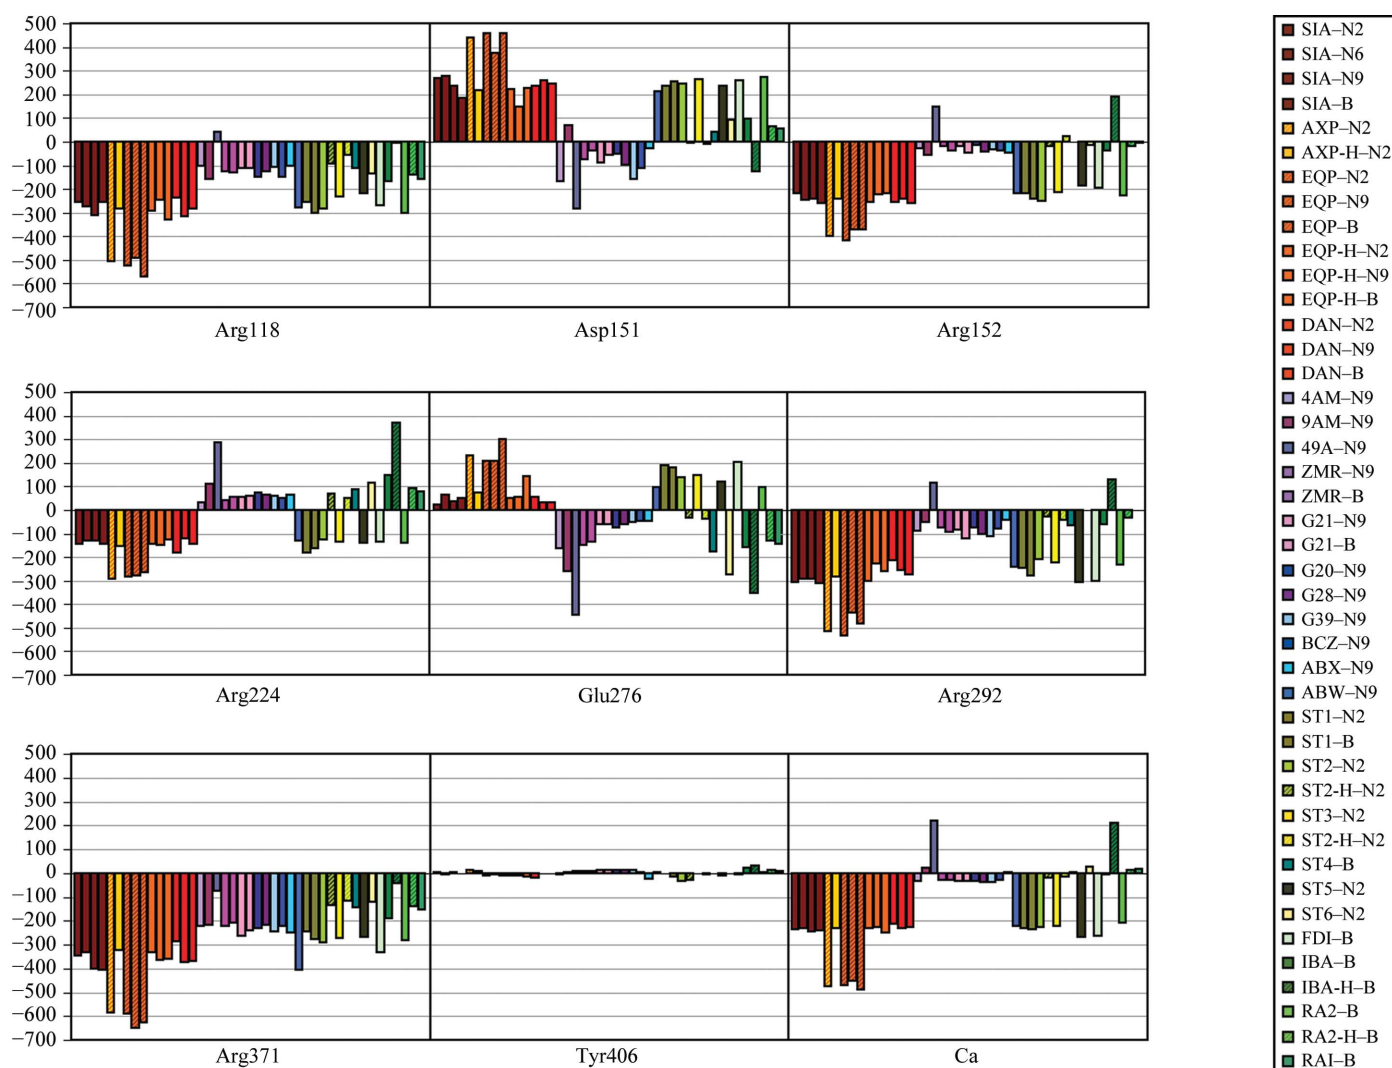 500
400
300
200
100
0
−100
−200
−300
−400
−500
−600
−700
Arg118
Asp151
Arg152
500
400
300
200
100
0
−100
−200
−300
−400
−500
−600
−700
Arg224
Glu276
Arg292
500
400
300
200
100
0
−100
−200
−300
−400
−500
−600
−700
Arg371
Tyr406
Ca
SIA–N2
SIA–N6
SIA–N9
SIA–B
AXP–N2
AXP-H–N2
EQP–N2
EQP–N9
EQP–B
EQP-H–N2
EQP-H–N9
EQP-H–B
DAN–N2
DAN–N9
DAN–B
4AM–N9
9AM–N9
49A–N9
ZMR–N9
ZMR–B
G21–N9
G21–B
G20–N9
G28–N9
G39–N9
BCZ–N9
ABX–N9
ABW–N9
ST1–N2
ST1–B
ST2–N2
ST2-H–N2
ST3–N2
ST2-H–N2
ST4–B
ST5–N2
ST6–N2
FDI–B
IBA–B
IBA-H–B
RA2–B
RA2-H–B
RAI–B